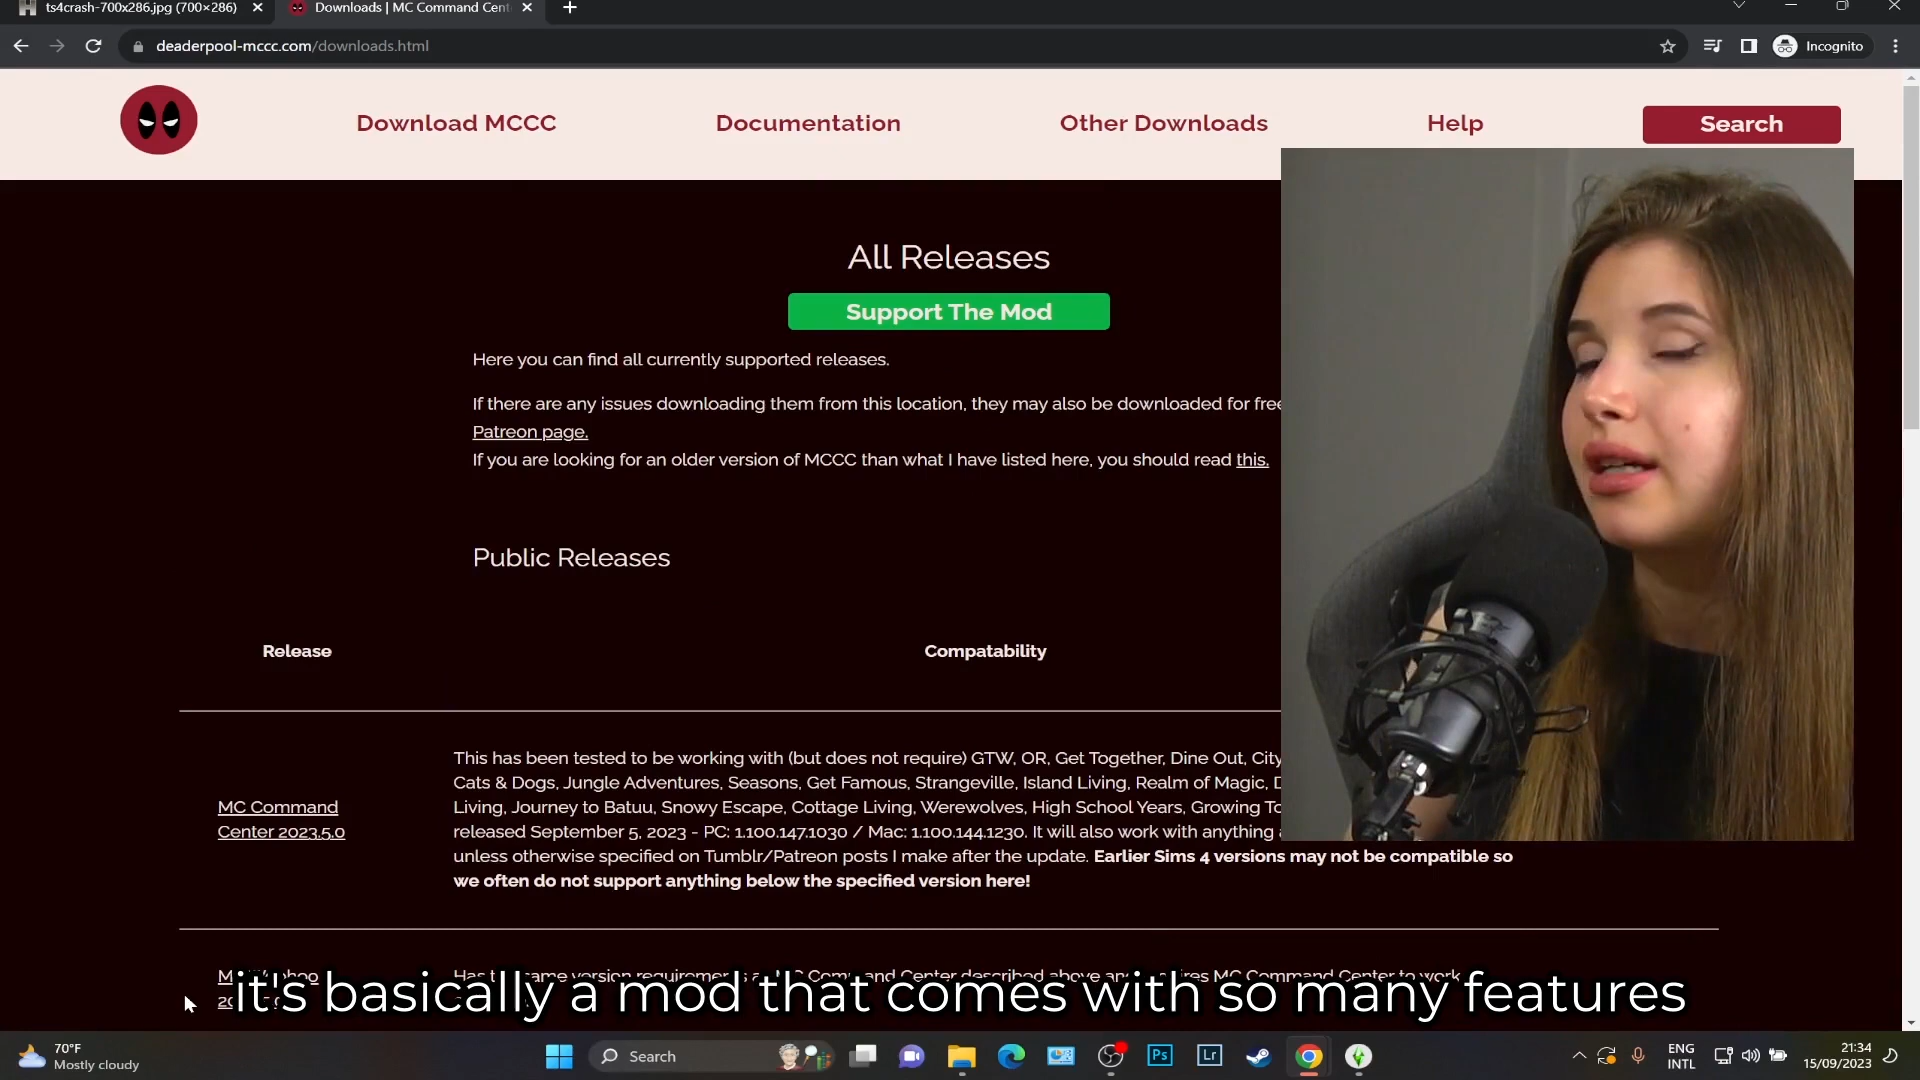 ts4crash-700x286.jpg (700×286)
Downloads | MC Command Cent
deaderpool-mccc.com/downloads.html
Incognito
Download MCCC
Documentation
Other Downloads
Help
Search
All Releases
Support The Mod
Here you can find all currently supported releases.
If there are any issues downloading them from this location, they may also be downloaded for free
Patreon page.
If you are looking for an older version of MCCC than what I have listed here, you should read this.
Public Releases
Release
Compatability
This has been tested to be working with (but does not require) GTW, OR, Get Together, Dine Out, City
Cats & Dogs, Jungle Adventures, Seasons, Get Famous, Strangeville, Island Living, Realm of Magic, D
Living, Journey to Batuu, Snowy Escape, Cottage Living, Werewolves, High School Years, Growing To
released September 5, 2023 - PC: 1.100.147.1030 / Mac: 1.100.144.1230. It will also work with anything a
unless otherwise specified on Tumblr/Patreon posts I make after the update. Earlier Sims 4 versions may not be compatible so
we often do not support anything below the specified version here!
MC Command
Center 2023.5.0
it's basically a mod that comes with so many features
70°F
Mostly cloudy
Search
Ps
Lr
ENG
INTL
21:34
15/09/2023